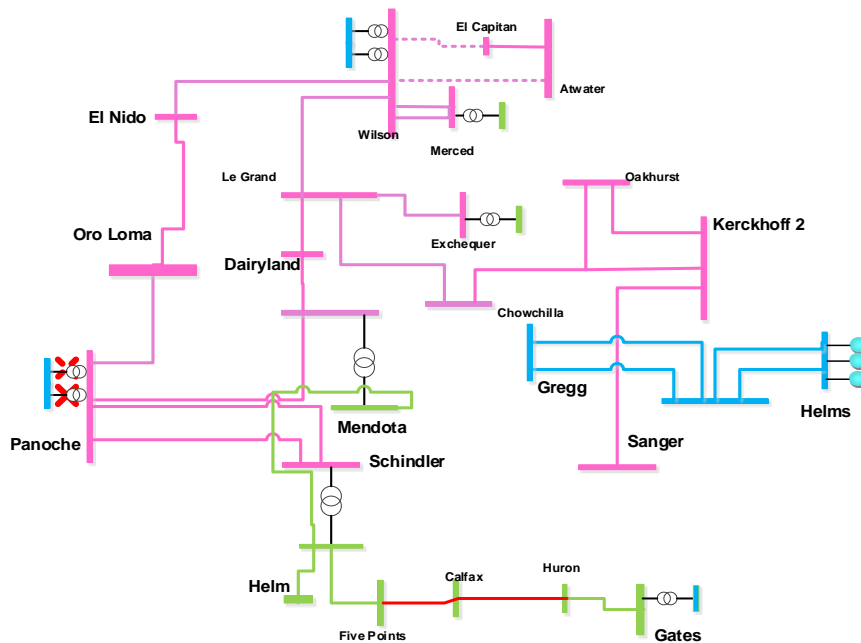 El Capitan
Atwater
El Nido
Wilson
Merced
Le Grand
Oakhurst
Oro Loma
Kerckhoff 2
Exchequer
Dairyland
Chowchilla
Gregg
Helms
Mendota
Panoche
Sanger
Schindler
Helm
Calfax
Huron
Five Points
Gates